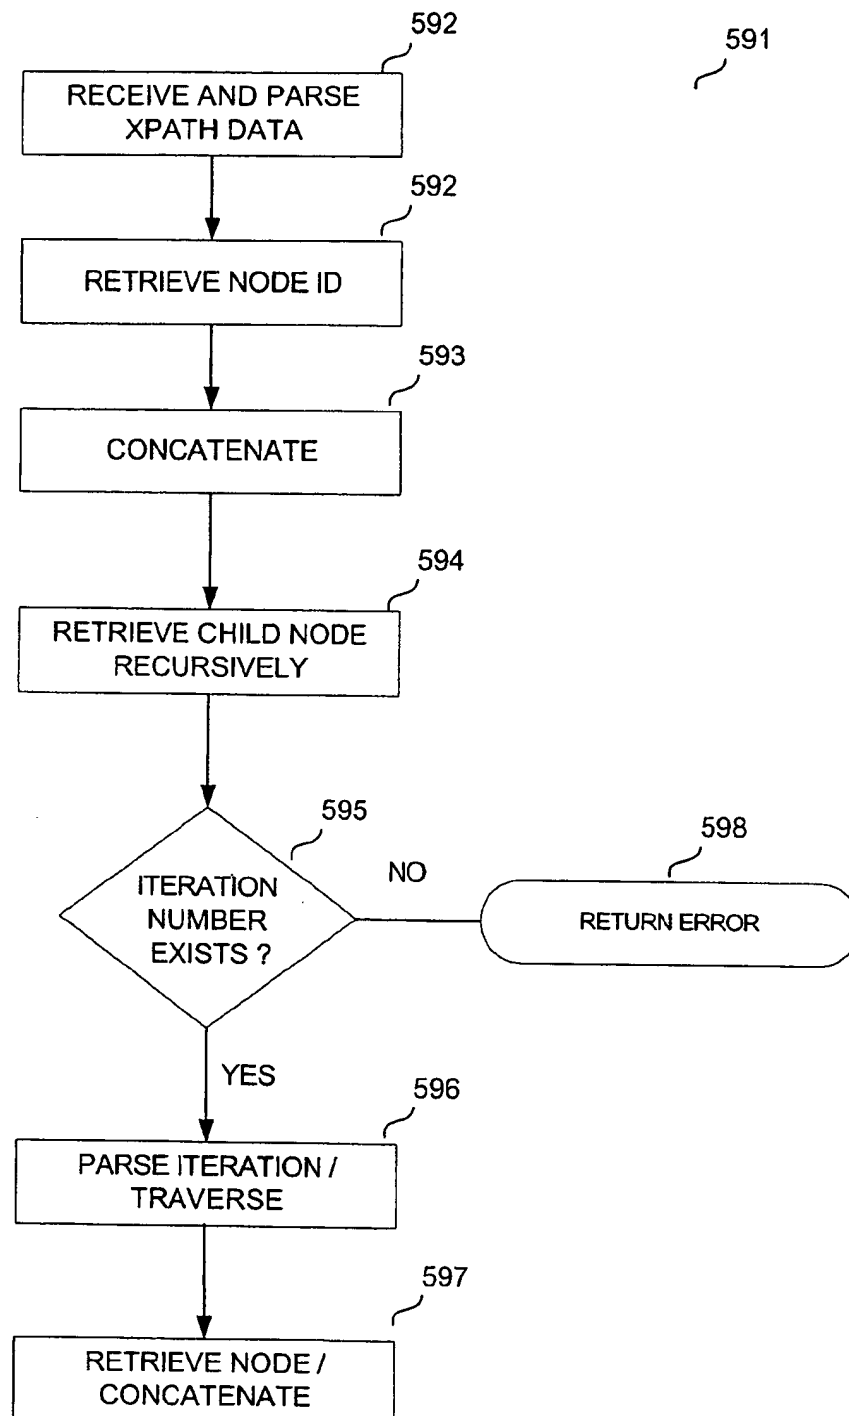 592
591
RECEIVE AND PARSE
XPATH DATA
592
RETRIEVE NODE ID
593
CONCATENATE
594
RETRIEVE CHILD NODE
RECURSIVELY
595
ITERATION
NUMBER
EXISTS ?
NO
598
RETURN ERROR
YES
596
PARSE ITERATION /
TRAVERSE
597
RETRIEVE NODE /
CONCATENATE